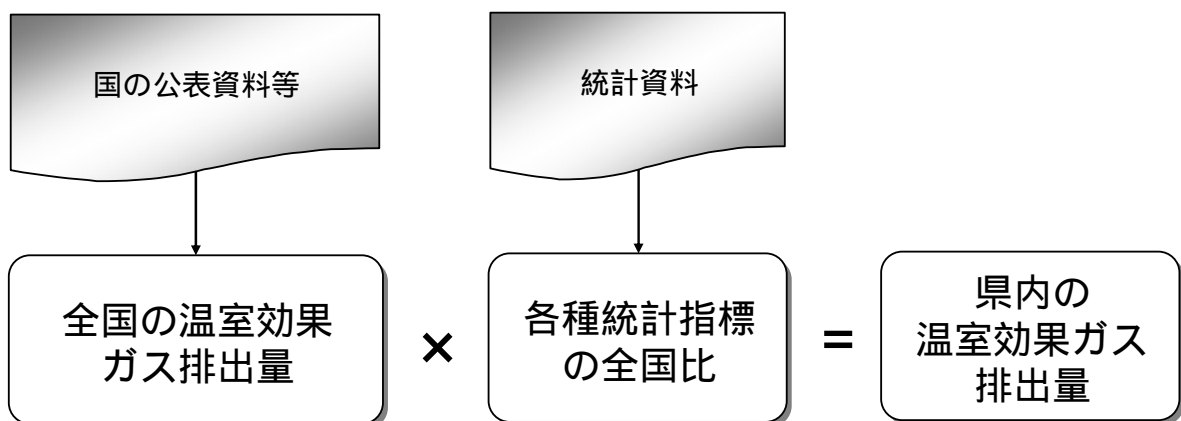 国の公表資料等
統計資料
全国の温室効果
ガス排出量
×
各種統計指標
の全国比
=
県内の
温室効果ガス
排出量